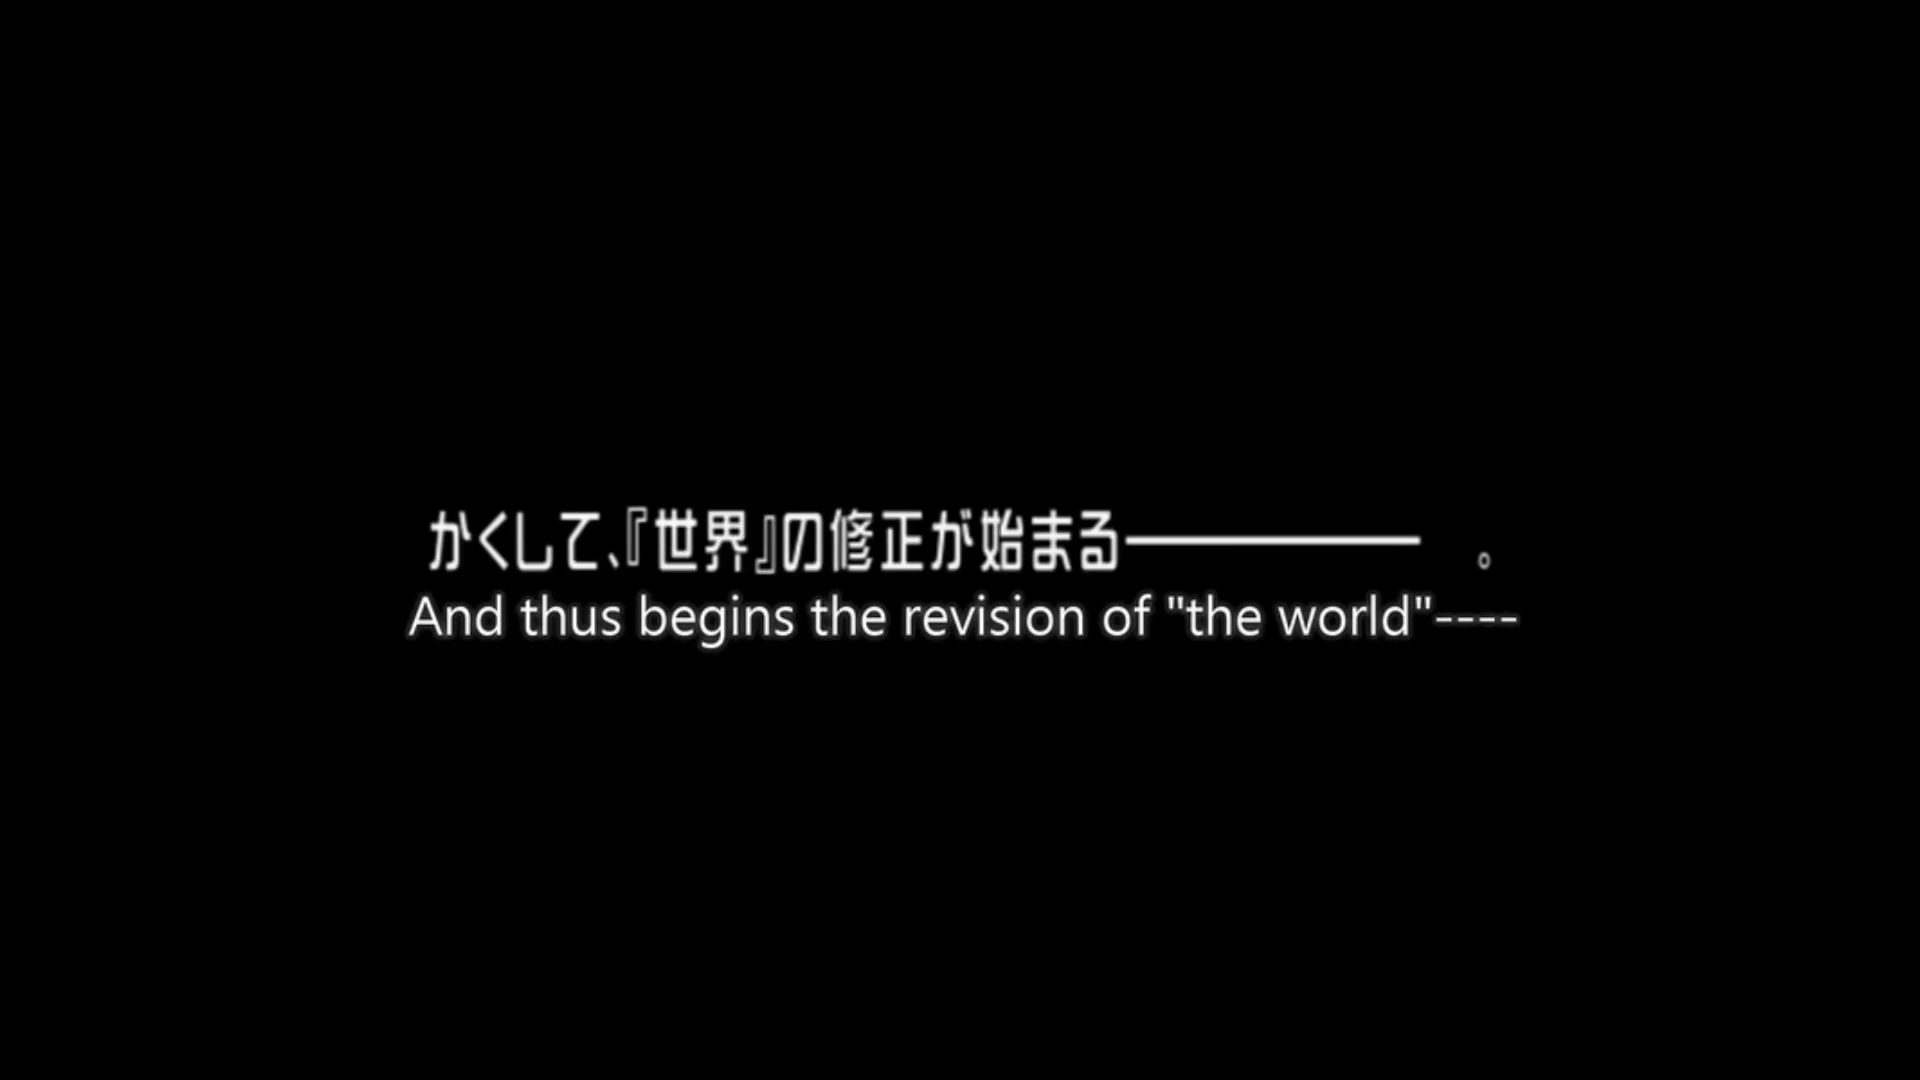 かくして、『世界』の修正が始まる―――――― 。
And thus begins the revision of "the world"----